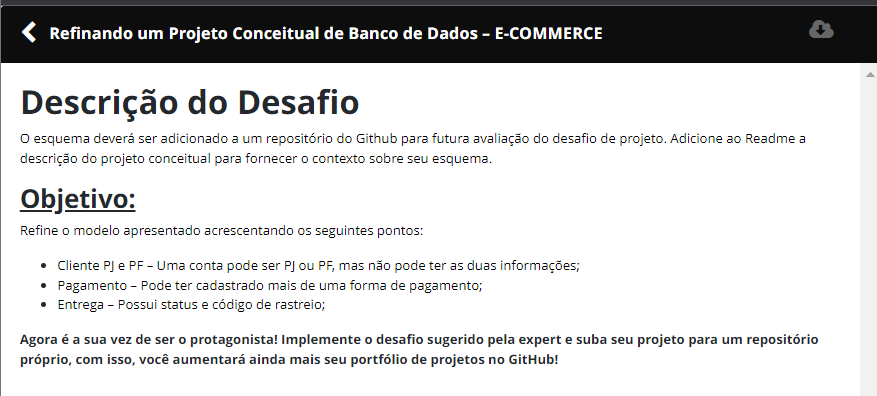 Refinando um Projeto Conceitual de Banco de Dados – E-COMMERCE
Descrição do Desafio
O esquema deverá ser adicionado a um repositório do Github para futura avaliação do desafio de projeto. Adicione ao Readme a
descrição do projeto conceitual para fornecer o contexto sobre seu esquema.
Objetivo:
Refine o modelo apresentado acrescentando os seguintes pontos:
• Cliente PJ e PF – Uma conta pode ser PJ ou PF, mas não pode ter as duas informações;
• Pagamento – Pode ter cadastrado mais de uma forma de pagamento;
• Entrega – Possui status e código de rastreio;
Agora é a sua vez de ser o protagonista! Implemente o desafio sugerido pela expert e suba seu projeto para um repositório
próprio, com isso, você aumentará ainda mais seu portfólio de projetos no GitHub!